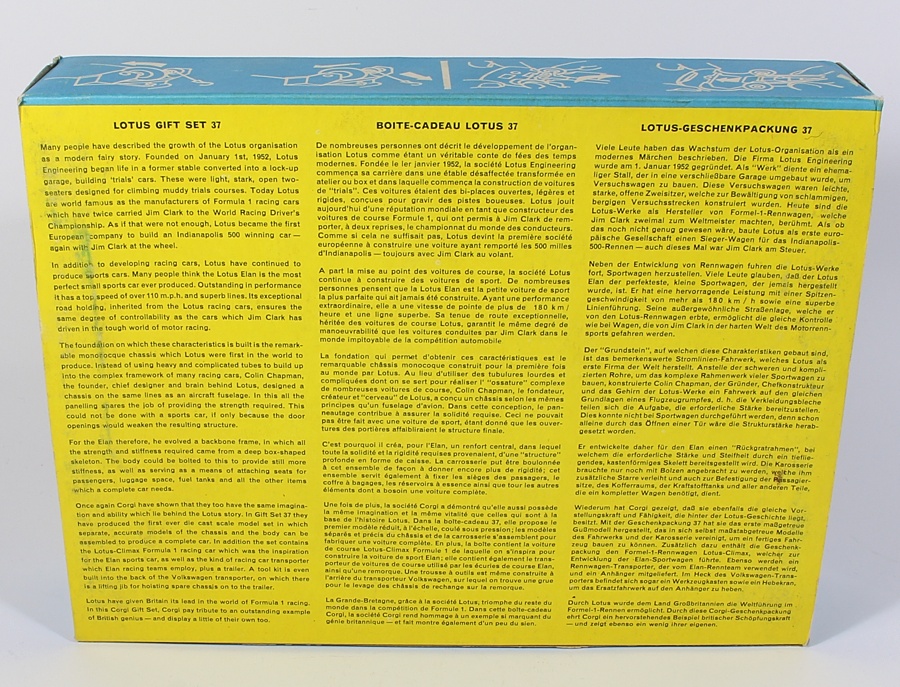 LOTUS GIFT SET 37
Many people have described the growth of the Lotus organisation
as a modern fairy story. Founded on January 1st, 1952, Lotus
Engineering began life in a former stable converted into a lock-up
garage, building 'trials' cars. These were light, stark, open two-
seaters designed for climbing muddy trials courses. Today Lotus
are world famous as the manufacturers of Formula 1 racing cars
which have twice carried Jim Clark to the World Racing Driver's
Championship. As if that were not enough, Lotus became the first
European company to build an Indianapolis 500 winning car —
again with Jim Clark at the wheel.
In addition to developing racing cars, Lotus have continued to
produce sports cars. Many people think the Lotus Elan is the most
perfect small sports car ever produced. Outstanding in performance
it has a top speed of over 110 m.p.h. and superb lines. Its exceptional
road holding, inherited from the Lotus racing cars, ensures the
same degree of controllability as the cars which Jim Clark has
driven in the tough world of motor racing.
The foundation on which these characteristics is built is the remark-
able monocoque chassis which Lotus were first in the world to
produce. Instead of using heavy and complicated tubes to build up
into the complex framework of many racing cars, Colin Chapman,
the founder, chief designer and brain behind Lotus, designed a
chassis on the same lines as an aircraft fuselage. In this all the
panelling shares the job of providing the strength required. This
could not be done with a sports car, if only because the door
openings would weaken the resulting structure.
For the Elan therefore, he evolved a backbone frame, in which all
the strength and stiffness required came from a deep box-shaped
skeleton. The body could be bolted to this to provide still more
stiffness, as well as serving as a means of attaching seats for
passengers, luggage space, fuel tanks and all the other items
which a complete car needs.
Once again Corgi have shown that they too have the same imagina-
tion and ability which lie behind the Lotus story. In Gift Set 37 they
have produced the first ever die cast scale model set in which
separate, accurate models of the chassis and the body can be
assembled to produce a complete car. In addition the set contains
the Lotus-Climax Formula 1 racing car which was the inspiration
for the Elan sports car, as well as the kind of racing car transporter
which Elan racing teams employ, plus a trailer. A tool kit is even
built into the back of the Volkswagen transporter, on which there
is a lifting jib for hoisting spare chassis on to the trailer.
Lotus have given Britain its lead in the world of Formula 1 racing.
In this Corgi Gift Set, Corgi pay tribute to an outstanding example
of British genius — and display a little of their own too.
BOITE-CADEAU LOTUS 37
De nombreuses personnes ont décrit le développement de l'organ-
isation Lotus comme étant un véritable conte de fées des temps
modernes. Fondée le 1er janvier 1952, la société Lotus Engineering
commença sa carrière dans une étable désaffectée transformée en
atelier ou box et dans laquelle commença la construction de voitures
de "trials". Ces voitures étaient des bi-places ouvertes, légères et
rigides, conçues pour gravir des pistes boueuses. Lotus jouit
aujourd'hui d'une réputation mondiale en tant que constructeur des
voitures de course Formule 1, qui ont permis à Jim Clark de rem-
porter, à deux reprises, le championnat du monde des conducteurs.
Comme si cela ne suffisait pas, Lotus devint la première société
européenne à construire une voiture ayant remporté les 500 milles
d'Indianapolis — toujours avec Jim Clark au volant.
A part la mise au point des voitures de course, la société Lotus
continue à construire des voitures de sport. De nombreuses
personnes pensent que la Lotus Elan est la petite voiture de sport
la plus parfaite qui ait jamais été construite. Ayant une performance
extraordinaire, elle a une vitesse de pointe de plus de 180 km/
heure et une ligne superbe. Sa tenue de route exceptionnelle,
héritée des voitures de course Lotus, garantit le même degré de
manoeuvrabilité que les voitures conduites par Jim Clark dans le
monde impitoyable de la compétition automobile
La fondation qui permet d'obtenir ces caractéristiques est le
remarquable châssis monocoque construit pour la première fois
au monde par Lotus. Au lieu d'utiliser des tubulures lourdes et
compliquées dont on se sert pour réaliser l' "ossature" complexe
de nombreuses voitures de course, Colin Chapman, le fondateur,
créateur et "cerveau" de Lotus, a conçu un châssis selon les mêmes
principes qu'un fuselage d'avion. Dans cette conception, le pan-
neautage contribue à assurer la solidité requise. Ceci ne pouvait
pas être fait avec une voiture de sport, étant donné que les ouver-
tures des portières affaibliraient la structure finale.
C'est pourquoi il créa, pour l'Elan, un renfort central, dans lequel
toute la solidité et la rigidité requises provenaient, d'une "structure"
profonde en forme de caisse. La carrosserie put être boulonnée
à cet ensemble de façon à donner encore plus de rigidité; cet
ensemble servit également à fixer les sièges des passagers, le
coffre à bagages, les réservoirs à essence ainsi que tous les autres
éléments dont a besoin une voiture complète.
Une fois de plus, la société Corgi a démontré qu'elle aussi possède
la même imagination et la même vitalité que celles qui sont à la
base de l'histoire Lotus. Dans la boîte-cadeau 37, elle propose le
premier modèle réduit, à l'échelle, coulé sous pression; les modèles
séparés et précis du châssis et de la carrosserie s'assemblent pour
fabriquer une voiture complète. En plus, la boîte contient la voiture
de course Lotus-Climax Formule 1 de laquelle on s'inspira pour
construire la voiture de sport Elan; elle contient également le trans-
porteur de voitures de course utilisé par les écuries de course Elan,
ainsi qu'une remorque. Une trousse à outils est même construite à
l'arrière du transporteur Volkswagen, sur lequel on trouve une grue
pour le levage des châssis de rechange sur la remorque.
La Grande-Bretagne, grâce à la société Lotus, triomphe du reste du
monde dans la compétition de Formule 1. Dans cette boîte-cadeau
Corgi, la société Corgi rend hommage à un exemple si marquant du
génie britannique — et fait montre également d'un peu du sien.
LOTUS-GESCHENKPACKUNG 37
Viele Leute haben das Wachstum der Lotus-Organisation als ein
modernes Märchen beschrieben. Die Firma Lotus Engineering
wurde am 1. Januar 1952 gegründet. Als "Werk" diente ein ehema-
liger Stall, der in eine verschließbare Garage umgebaut wurde, um
Versuchswagen zu bauen. Diese Versuchswagen waren leichte,
starke, offene Zweisitzer, welche zur Bewältigung von schlammigen,
bergigen Versuchsstrecken konstruiert wurden. Heute sind die
Lotus-Werke als Hersteller von Formel-1-Rennwagen, welche
Jim Clark zweimal zum Weltmeister machten, berühmt. Als ob
das noch nicht genug gewesen wäre, baute Lotus als erste euro-
päische Gesellschaft einen Sieger-Wagen für das Indianapolis-
500-Rennen — auch diesmal war Jim Clark am Steuer.
Neben der Entwicklung von Rennwagen fuhren die Lotus-Werke
fort, Sportwagen herzustellen. Viele Leute glauben, daß der Lotus
Elan der perfekteste, kleine Sportwagen, der jemals hergestellt
wurde, ist. Er hat eine hervorragende Leistung mit einer Spitzen-
geschwindigkeit von mehr als 180 km/h sowie eine superbe
Linienführung. Seine außergewöhnliche Straßenlage, welche er
von den Lotus-Rennwagen erbte, ermöglicht die gleiche Kontrolle
wie bei Wagen, die von Jim Clark in der harten Welt des Motorrenn-
sports gefahren werden.
Der "Grundstein", auf welchen diese Charakteristiken gebaut sind,
ist das bemerkenswerte Stromlinien-Fahrwerk, welches Lotus als
erste Firma der Welt herstellt. Anstelle der schweren und kompli-
zierten Rohre, um das komplexe Rahmenwerk vieler Sportwagen zu
bauen, konstruierte Colin Chapman, der Gründer, Chefkonstrukteur
und das Gehirn der Lotus-Werke ein Fahrwerk auf den gleichen
Grundlagen eines Flugzeugrumpfes, d. h. die Verkleidungsbleche
teilen sich die Aufgabe, die erforderliche Stärke bereitzustellen.
Dies konnte nicht bei Sportwagen durchgeführt werden, denn schon
alleine durch das Öffnen einer Tür wäre die Strukturstärke herab-
gesetzt worden.
Er entwickelte daher für den Elan einen "Rückgratrahmen", bei
welchem die erforderliche Stärke und Steifheit durch ein tieflie-
gendes, kastenförmiges Skelett bereitgestellt wird. Die Karosserie
brauchte nur noch mit Bolzen angebracht zu werden, welche ihm
zusätzliche Starre verleiht und auch zur Befestigung der Passagier-
sitze, des Kofferraums, der Kraftstofftanks und aller anderen Teile,
die ein kompletter Wagen benötigt, dient.
Wiederum hat Corgi gezeigt, daß sie ebenfalls die gleiche Vor-
stellungskraft und Fähigkeiten, die hinter der Lotus-Geschichte liegt,
besitzt. Mit der Geschenkpackung 37 hat sie das erste maßgetreue
Gußmodell hergestellt, das in sich selbst maßstabgetreue Modelle
des Fahrwerks und der Karosserie vereinigt, um ein fertiges Fahr-
zeug bauen zu können. Zusätzlich dazu enthält die Geschenk-
packung den Formel-1-Rennwagen Lotus-Climax, welcher zur
Entwicklung der Elan-Sportwagen führte. Ebenso werden ein
Rennwagen-Transporter, der vom Elan-Rennteam verwendet wird,
und ein Anhänger mitgeliefert. Im Heck des Volkswagen-Trans-
porters befindet sich sogar ein Werkzeugkasten sowie ein Hobekran,
um das Ersatzfahrwerk auf den Anhänger zu heben.
Durch Lotus wurde dem Land Großbritannien die Weltführung im
Formel-1-Rennen ermöglicht. Durch diese Corgi-Geschenkpackung
ehrt Corgi ein hervorstehendes Beispiel britischer Schöpfungskraft
— und zeigt ebenso ein wenig ihrer eigenen.